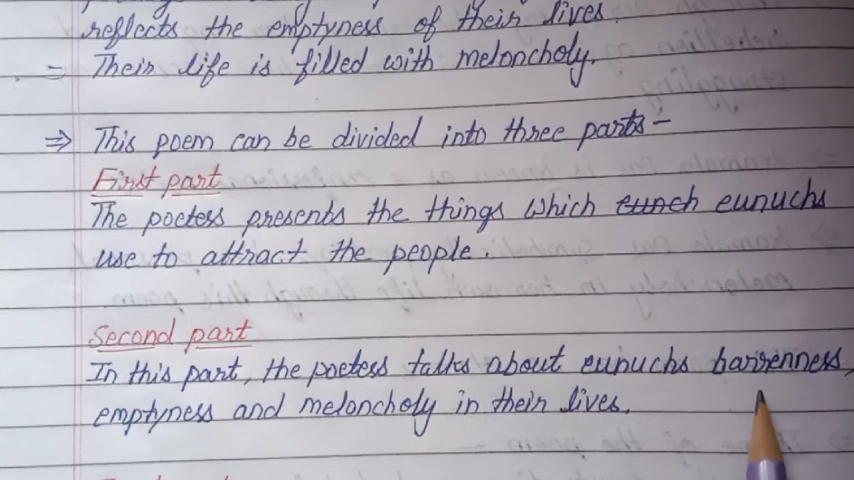 reflects the emptyness of their lives.
= Their life is filled with meloncholy.
⇒ This poem can be divided into three parts-
First part
The poetess presents the things which eunch eunuchs
use to attract the people.
Second part
In this part, the poetess talks about eunuchs barrenness,
emptyness and meloncholy in their lives.